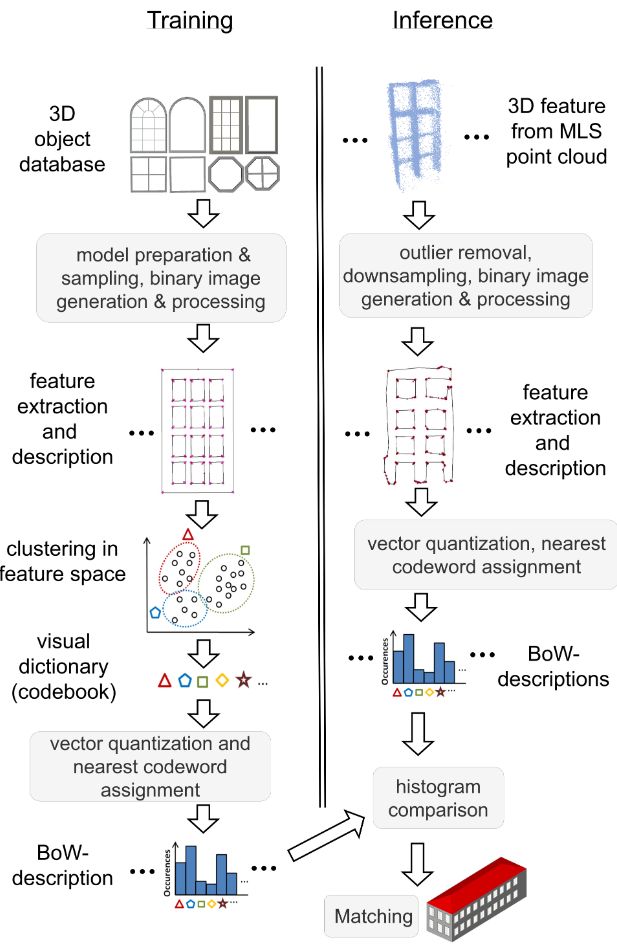 Training
3D
object
database
model preparation &
sampling, binary image
generation & processing
feature
extraction
and
description
clustering in
feature space
visual
dictionary
(codebook)
vector quantization and
nearest codeword
assignment
BoW-
description
Occurences
Inference
3D feature
from MLS
point cloud
outlier removal,
downsampling, binary image
generation & processing
feature
extraction
and
description
vector quantization, nearest
codeword assignment
Occurences
BoW-
descriptions
histogram
comparison
Matching